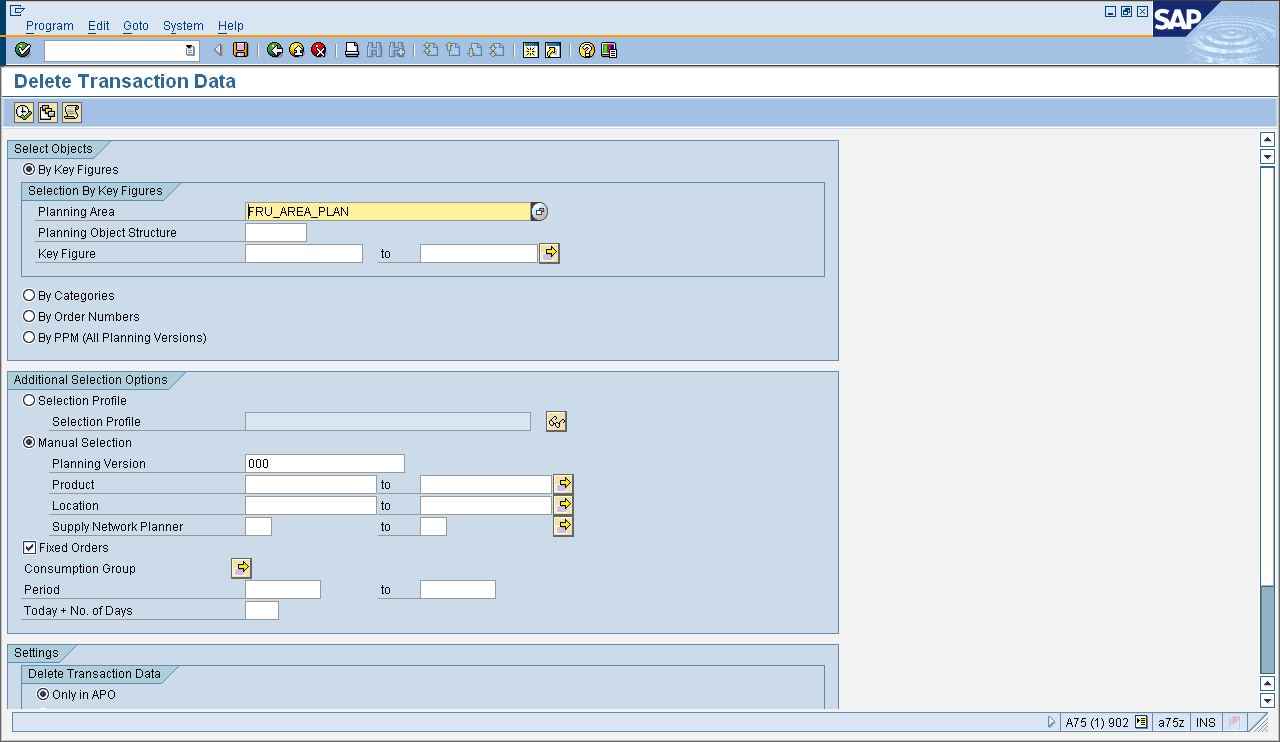 Program Edit Goto System Help
SAP
Delete Transaction Data
Select Objects
By Key Figures
Selection By Key Figures
Planning Area FRU_AREA_PLAN
Planning Object Structure
Key Figure to
By Categories
By Order Numbers
By PPM (All Planning Versions)
Additional Selection Options
Selection Profile
Selection Profile
Manual Selection
Planning Version 000
Product to
Location to
Supply Network Planner to
Fixed Orders
Consumption Group
Period to
Today + No. of Days
Settings
Delete Transaction Data
Only in APO
A75 (1) 902 a75z INS